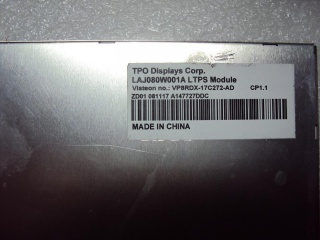 TPO Displays Corp.
LAJ080W001A LTPS Module
Visteon no.: VP8RDX-17C272-AD CP1.1
ZD01 081117 A147727DDC
MADE IN CHINA